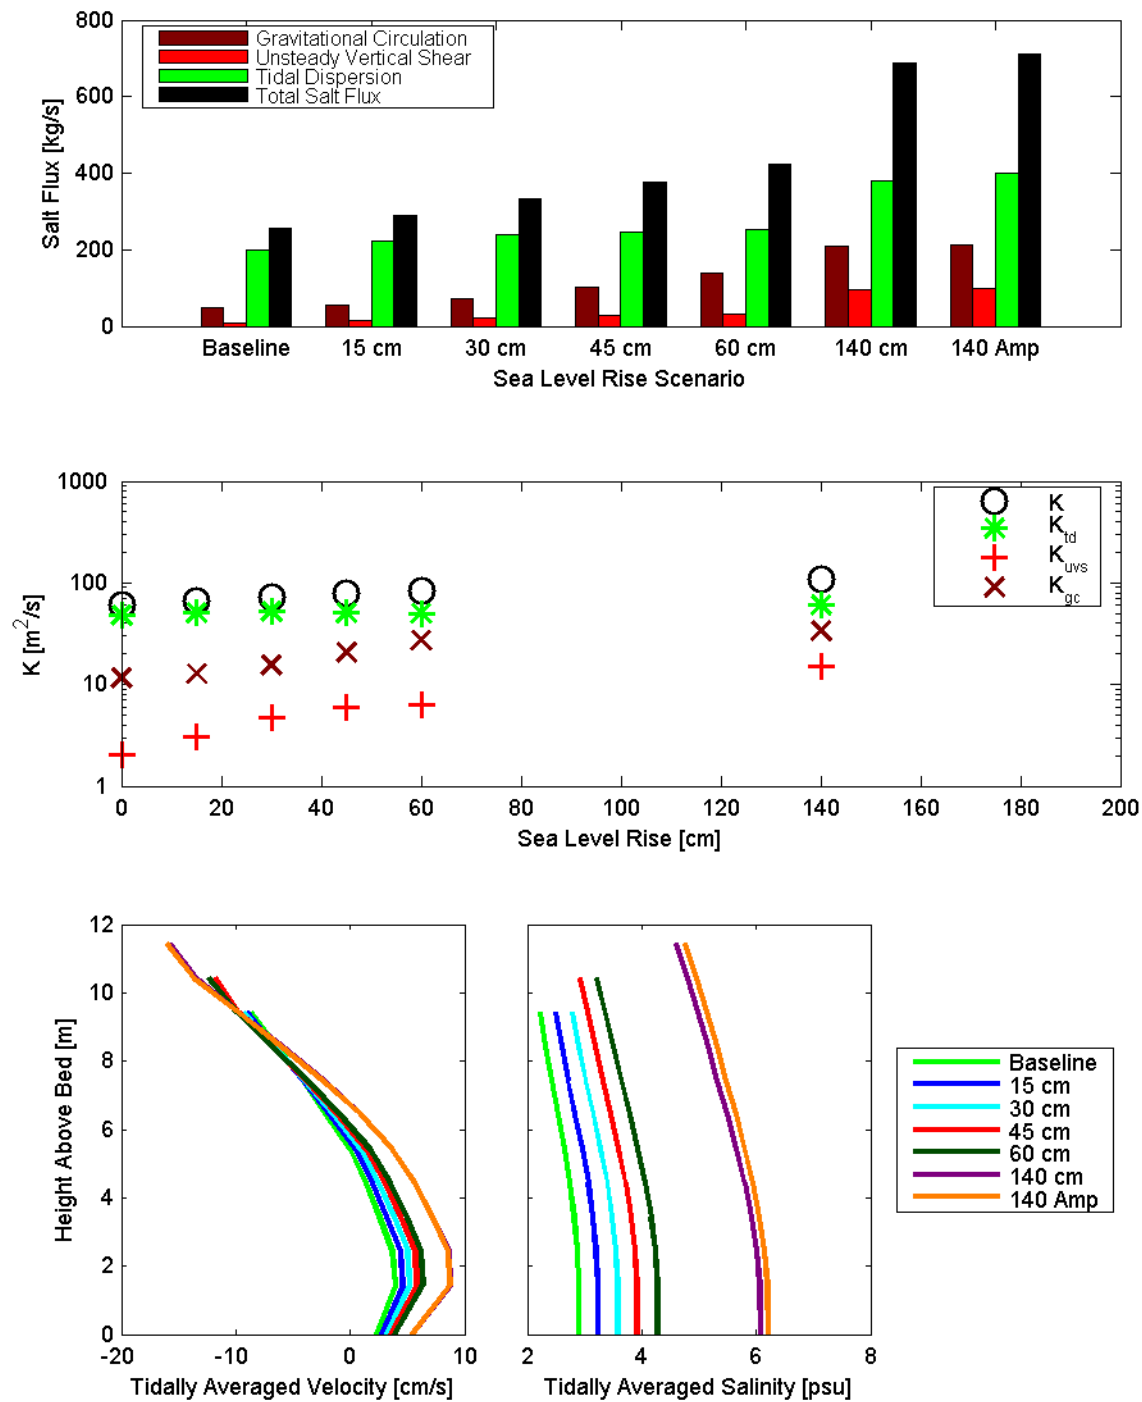 800
600
400
200
0
Salt Flux [kg/s]
Gravitational Circulation
Unsteady Vertical Shear
Tidal Dispersion
Total Salt Flux
Baseline 15 cm 30 cm 45 cm 60 cm 140 cm 140 Amp
Sea Level Rise Scenario
1000
100
10
1
K [m²/s]
K
K_td
K_uvs
K_gc
0 20 40 60 80 100 120 140 160 180 200
Sea Level Rise [cm]
12
10
8
6
4
2
0
Height Above Bed [m]
-20 -10 0 10
Tidally Averaged Velocity [cm/s]
2 4 6 8
Tidally Averaged Salinity [psu]
Baseline
15 cm
30 cm
45 cm
60 cm
140 cm
140 Amp